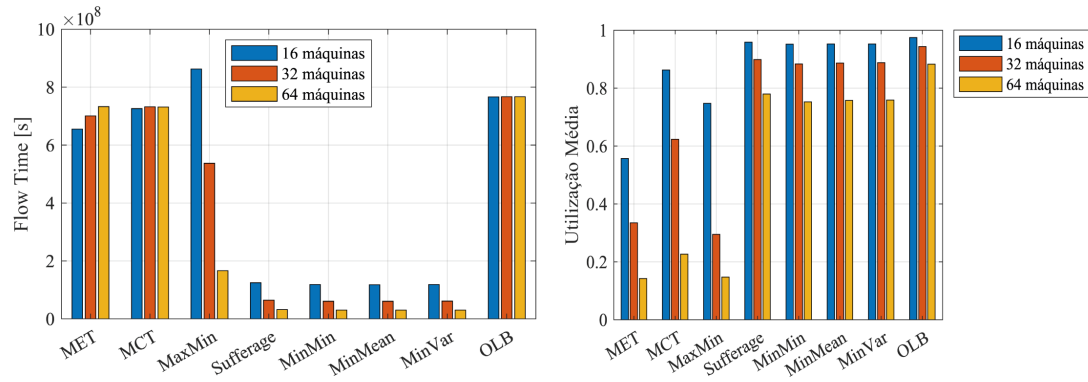 ×10⁸
10
8
6
4
2
0
Flow Time [s]
16 máquinas
32 máquinas
64 máquinas
MET
MCT
MaxMin
Sufferage
MinMin
MinMean
MinVar
OLB
1
0.8
0.6
0.4
0.2
0
Utilização Média
16 máquinas
32 máquinas
64 máquinas
MET
MCT
MaxMin
Sufferage
MinMin
MinMean
MinVar
OLB